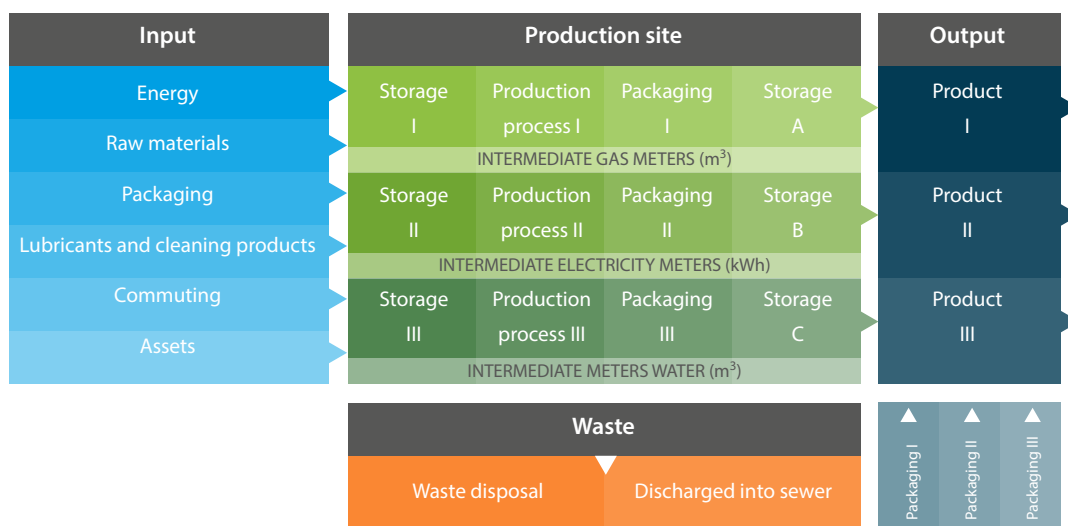 Input
Production site
Output
Energy
Raw materials
Packaging
Lubricants and cleaning products
Commuting
Assets
Storage
I
Production
process I
Packaging
I
Storage
A
INTERMEDIATE GAS METERS (m³)
Storage
II
Production
process II
Packaging
II
Storage
B
INTERMEDIATE ELECTRICITY METERS (kWh)
Storage
III
Production
process III
Packaging
III
Storage
C
INTERMEDIATE METERS WATER (m³)
Product
I
Product
II
Product
III
Waste
Waste disposal
Discharged into sewer
Packaging I
Packaging II
Packaging III